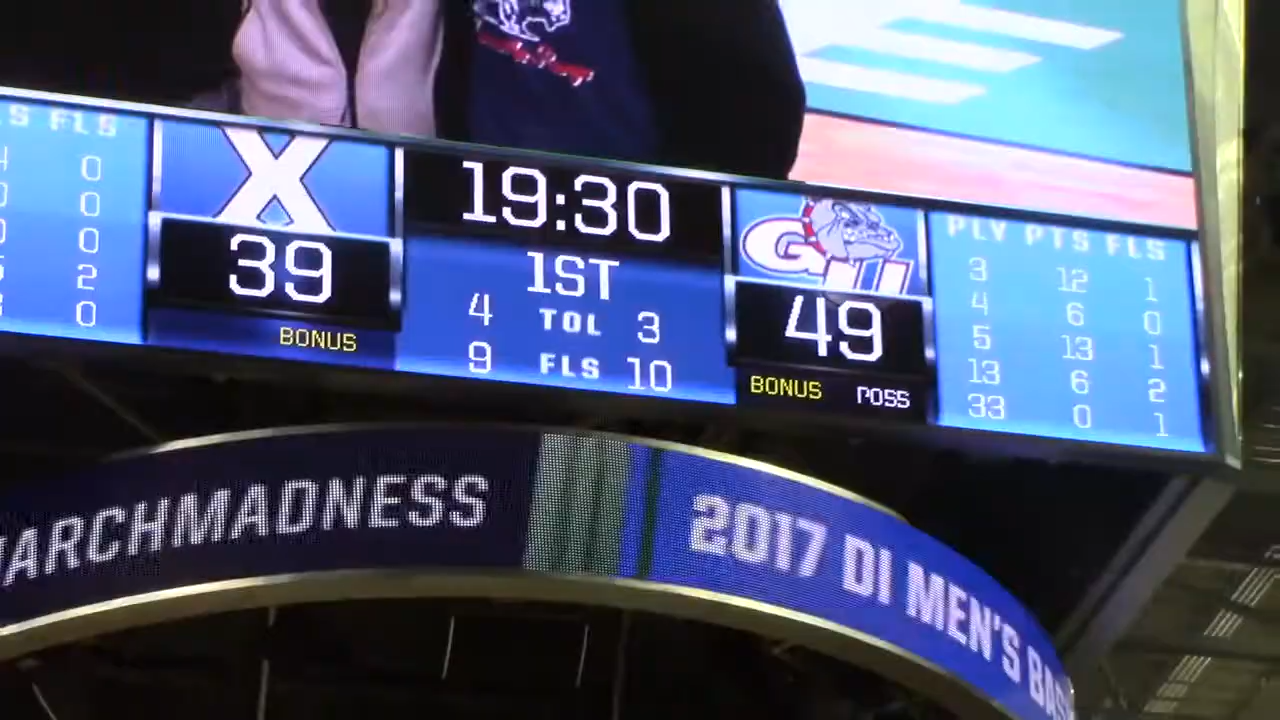 FLS
0
0
0
2
0
X
39
BONUS
19:30
1ST
4 TOL 3
9 FLS 10
GU
49
BONUS POSS
PLY PTS FLS
3 12 1
4 6 0
5 13 1
13 6 2
33 0 1
MARCHMADNESS
2017 DI MEN'S BAS